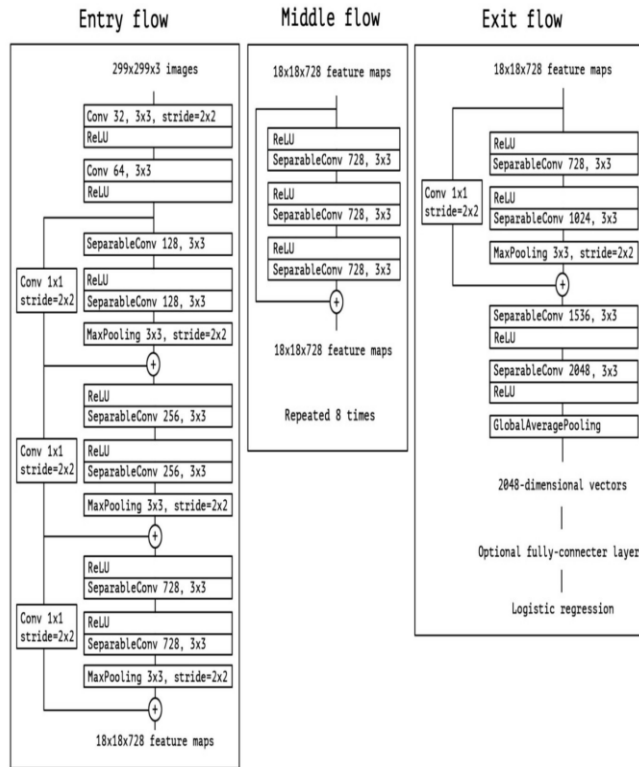 Entry flow
299x299x3 images
Conv 32, 3x3, stride=2x2
ReLU
Conv 64, 3x3
ReLU
SeparableConv 128, 3x3
Conv 1x1
stride=2x2
ReLU
SeparableConv 128, 3x3
MaxPooling 3x3, stride=2x2
+
ReLU
SeparableConv 256, 3x3
Conv 1x1
stride=2x2
ReLU
SeparableConv 256, 3x3
MaxPooling 3x3, stride=2x2
+
ReLU
SeparableConv 728, 3x3
Conv 1x1
stride=2x2
ReLU
SeparableConv 728, 3x3
MaxPooling 3x3, stride=2x2
+
18x18x728 feature maps
Middle flow
18x18x728 feature maps
ReLU
SeparableConv 728, 3x3
ReLU
SeparableConv 728, 3x3
ReLU
SeparableConv 728, 3x3
+
18x18x728 feature maps
Repeated 8 times
Exit flow
18x18x728 feature maps
ReLU
SeparableConv 728, 3x3
Conv 1x1
stride=2x2
ReLU
SeparableConv 1024, 3x3
MaxPooling 3x3, stride=2x2
+
SeparableConv 1536, 3x3
ReLU
SeparableConv 2048, 3x3
ReLU
GlobalAveragePooling
2048-dimensional vectors
Optional fully-connecter layer
Logistic regression